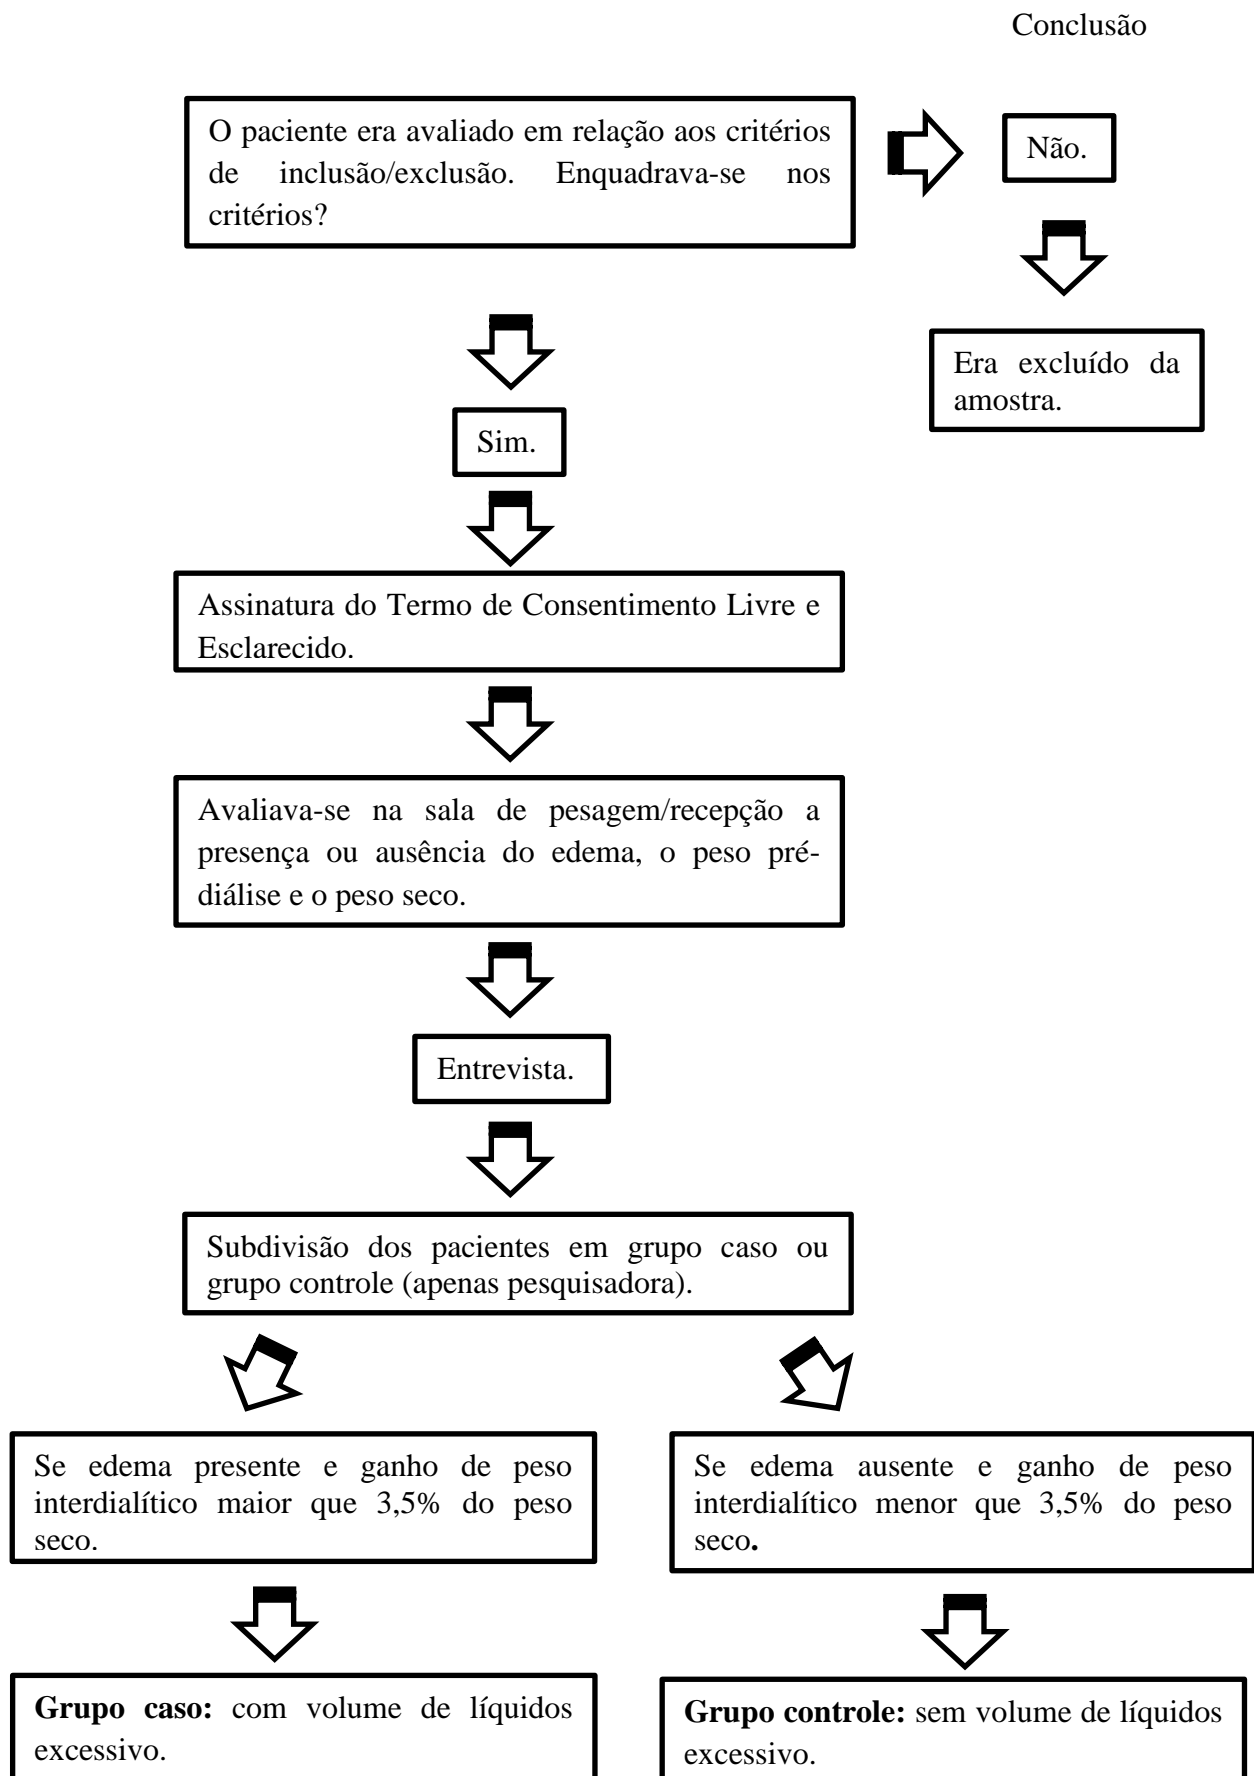 Conclusão
O paciente era avaliado em relação aos critérios
de inclusão/exclusão. Enquadrava-se nos
critérios?
Não.
Era excluído da
amostra.
Sim.
Assinatura do Termo de Consentimento Livre e
Esclarecido.
Avaliava-se na sala de pesagem/recepção a
presença ou ausência do edema, o peso pré-
diálise e o peso seco.
Entrevista.
Subdivisão dos pacientes em grupo caso ou
grupo controle (apenas pesquisadora).
Se edema presente e ganho de peso
interdialítico maior que 3,5% do peso
seco.
Se edema ausente e ganho de peso
interdialítico menor que 3,5% do peso
seco.
Grupo caso: com volume de líquidos
excessivo.
Grupo controle: sem volume de líquidos
excessivo.